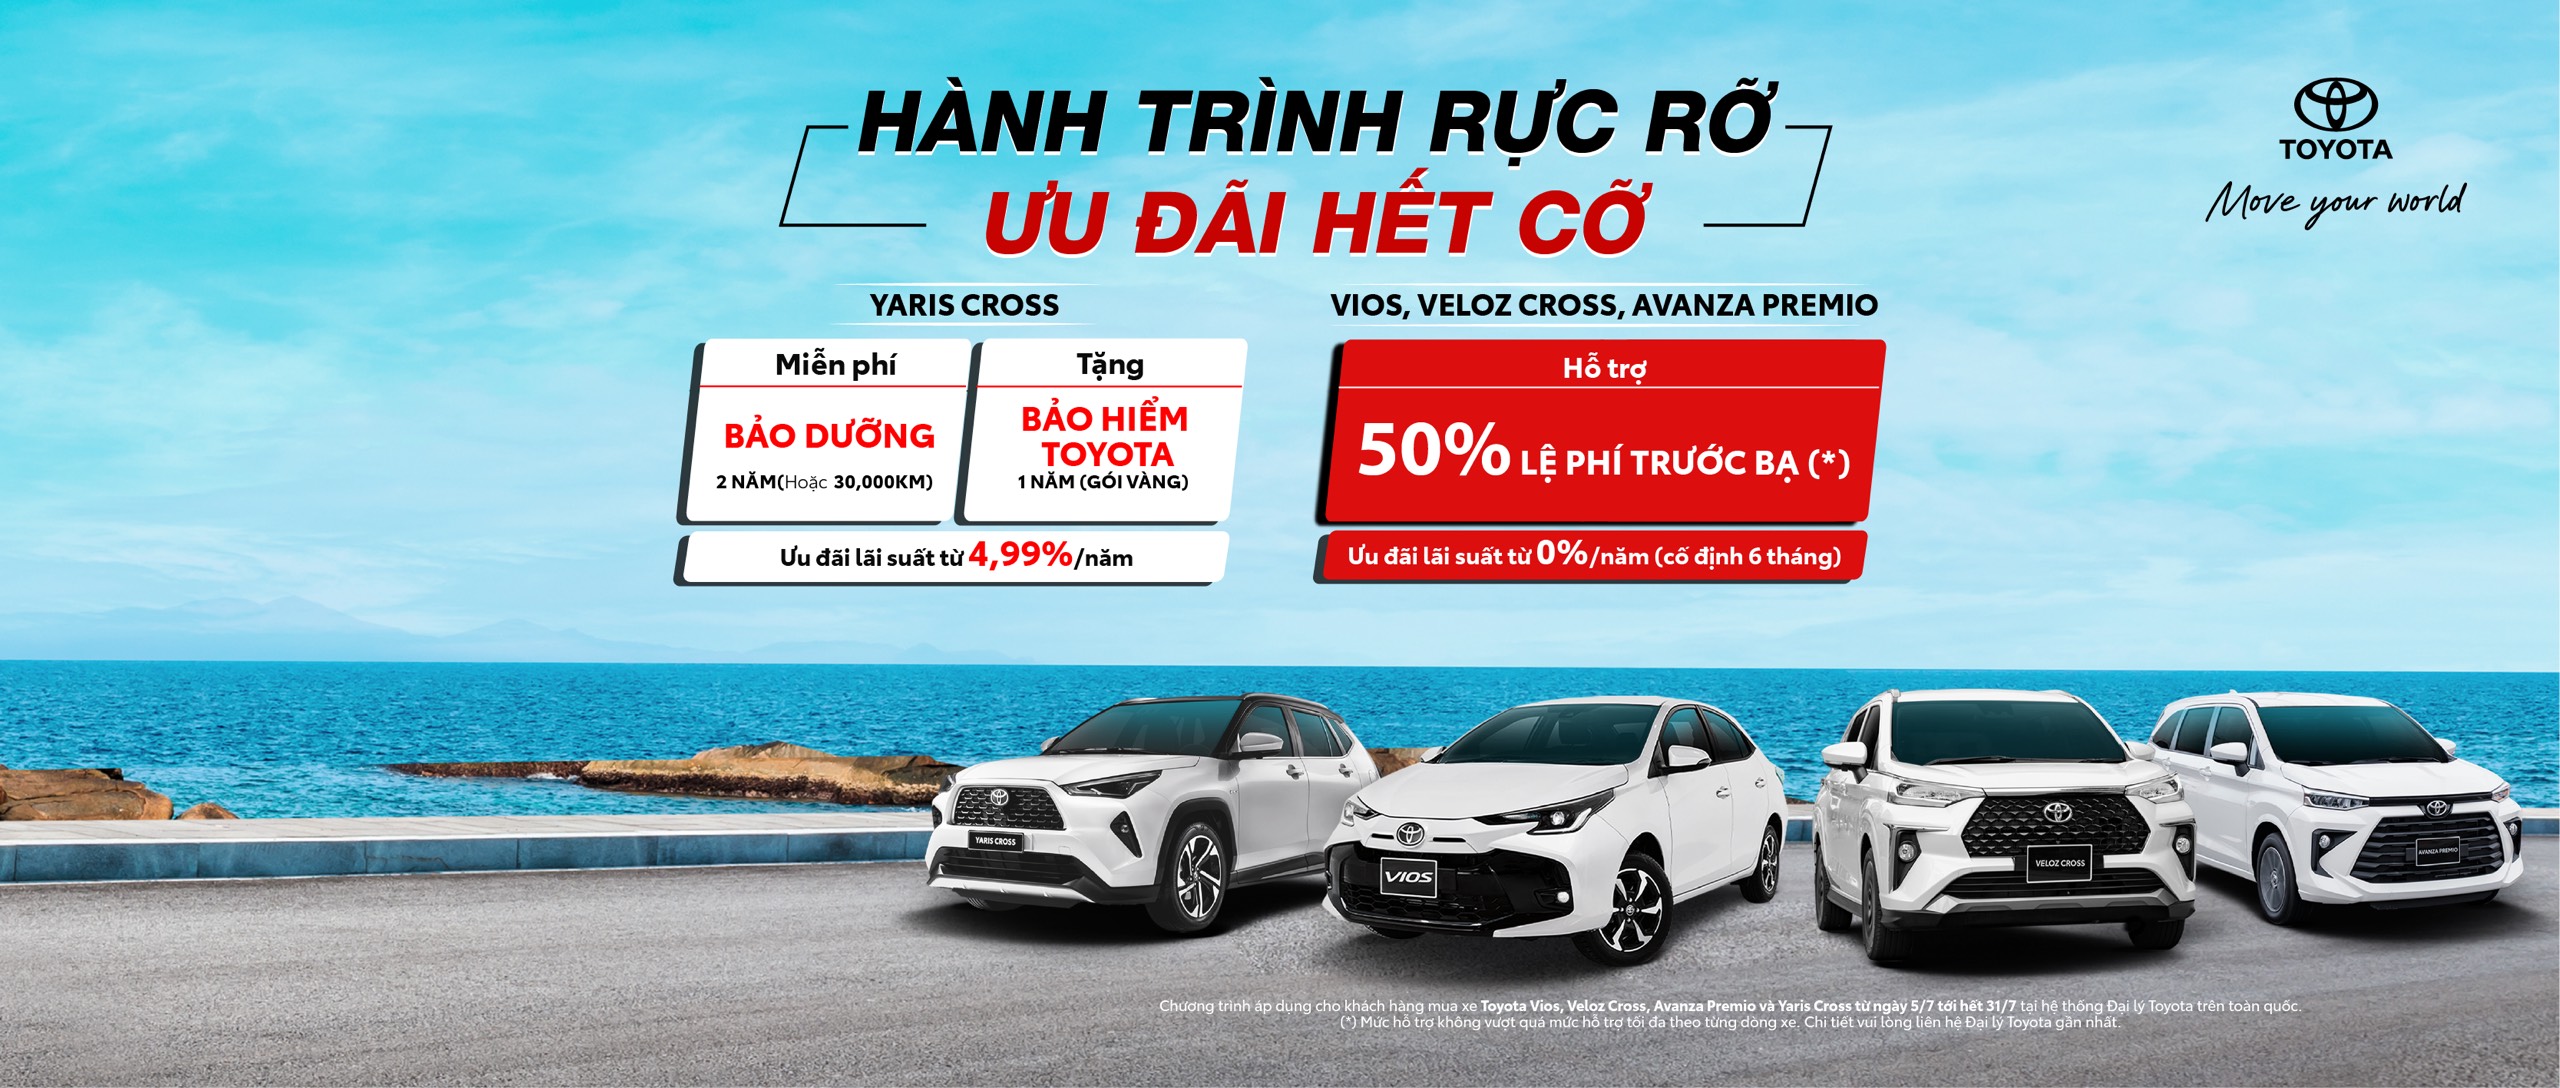 HÀNH TRÌNH RỰC RỠ
ƯU ĐÃI HẾT CỠ
TOYOTA
Move your world
YARIS CROSS
Miễn phí
BẢO DƯỠNG
2 NĂM(Hoặc 30,000KM)
Tặng
BẢO HIỂM
TOYOTA
1 NĂM (GÓI VÀNG)
Ưu đãi lãi suất từ 4,99%/năm
VIOS, VELOZ CROSS, AVANZA PREMIO
Hỗ trợ
50% LỆ PHÍ TRƯỚC BẠ (*)
Ưu đãi lãi suất từ 0%/năm (cố định 6 tháng)
YARIS CROSS
VIOS
VELOZ CROSS
AVANZA PREMIO
Chương trình áp dụng cho khách hàng mua xe Toyota Vios, Veloz Cross, Avanza Premio và Yaris Cross từ ngày 5/7 tới hết 31/7 tại hệ thống Đại lý Toyota trên toàn quốc.
(*) Mức hỗ trợ không vượt quá mức hỗ trợ tối đa theo từng dòng xe. Chi tiết vui lòng liên hệ Đại lý Toyota gần nhất.